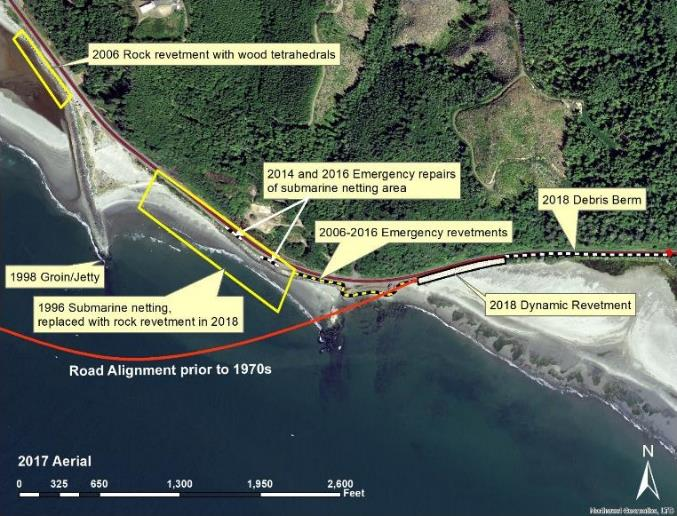 2006 Rock revetment with wood tetrahedrals
2014 and 2016 Emergency repairs
of submarine netting area
2018 Debris Berm
2006-2016 Emergency revetments
1998 Groin/Jetty
1996 Submarine netting,
replaced with rock revetment in 2018
2018 Dynamic Revetment
Road Alignment prior to 1970s
2017 Aerial
0 325 650 1,300 1,950 2,600
Feet
N